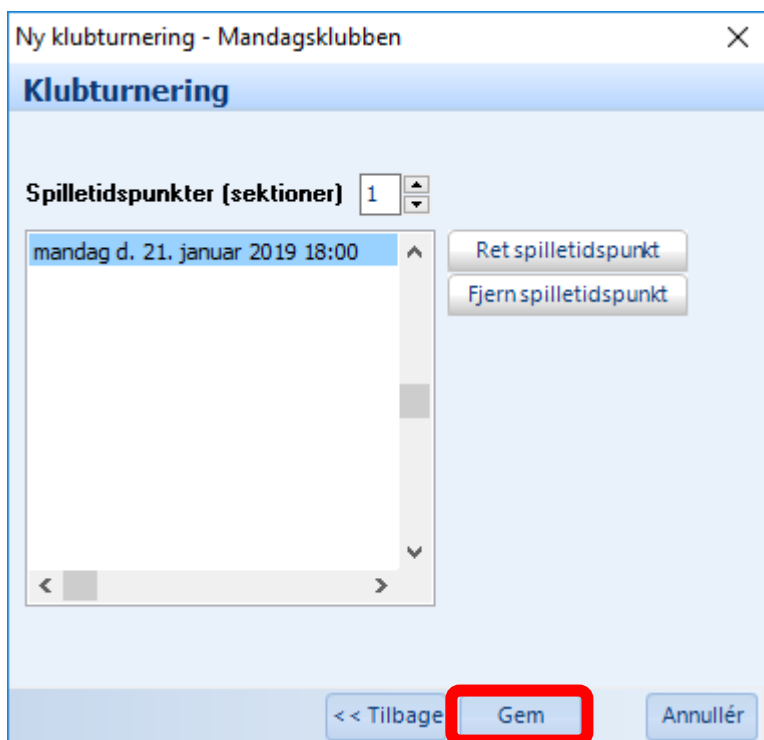 Ny klubturnering - Mandagsklubben
Klubturnering
Spilletidspunkter (sektioner) 1
mandag d. 21. januar 2019 18:00
Ret spilletidspunkt
Fjern spilletidspunkt
<< Tilbage Gem Annullér